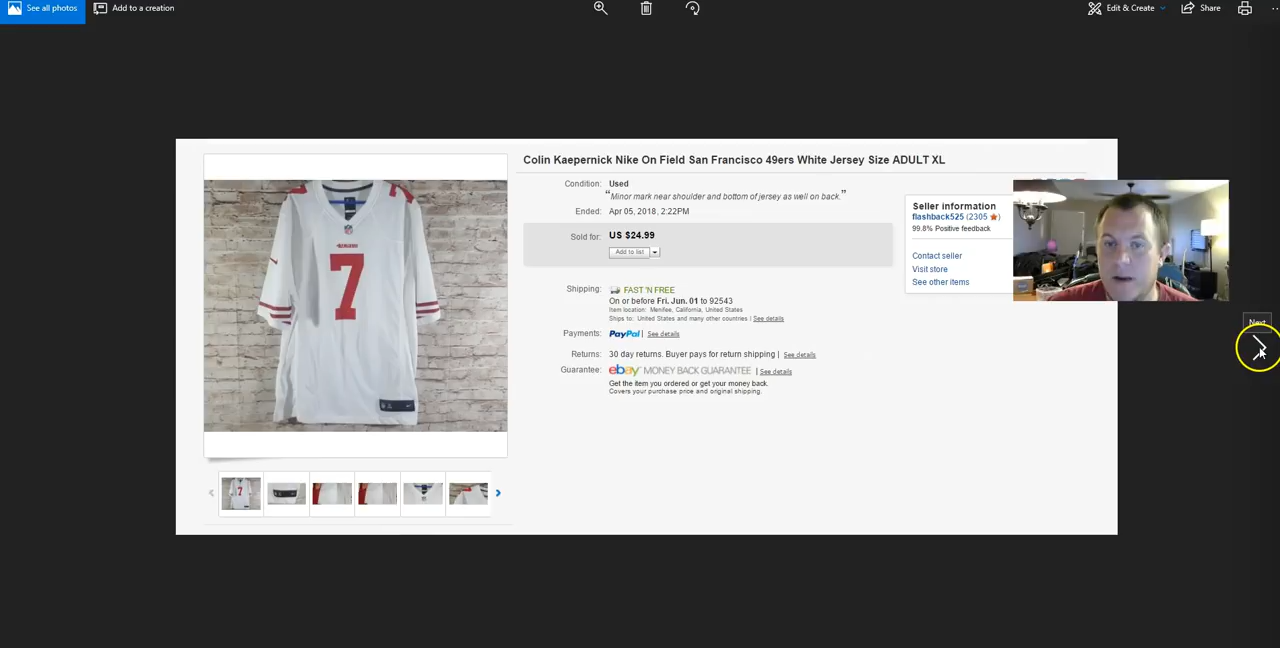 See all photos
Add to a creation
Edit & Create
Share
Colin Kaepernick Nike On Field San Francisco 49ers White Jersey Size ADULT XL
Condition: Used
"Minor mark near shoulder and bottom of jersey as well on back."
Ended: Apr 05, 2018, 2:22PM
Sold for: US $24.99
Add to list
Shipping: FAST 'N FREE
On or before Fri. Jun. 01 to 92543
Item location: Menifee, California, United States
Ships to: United States and many other countries | See details
Payments: PayPal | See details
Returns: 30 day returns. Buyer pays for return shipping | See details
Guarantee: ebay MONEY BACK GUARANTEE | See details
Get the item you ordered or get your money back.
Covers your purchase price and original shipping.
Seller information
flashback525 (2305 ★)
99.8% Positive feedback
Contact seller
Visit store
See other items
Next
49ERS
7